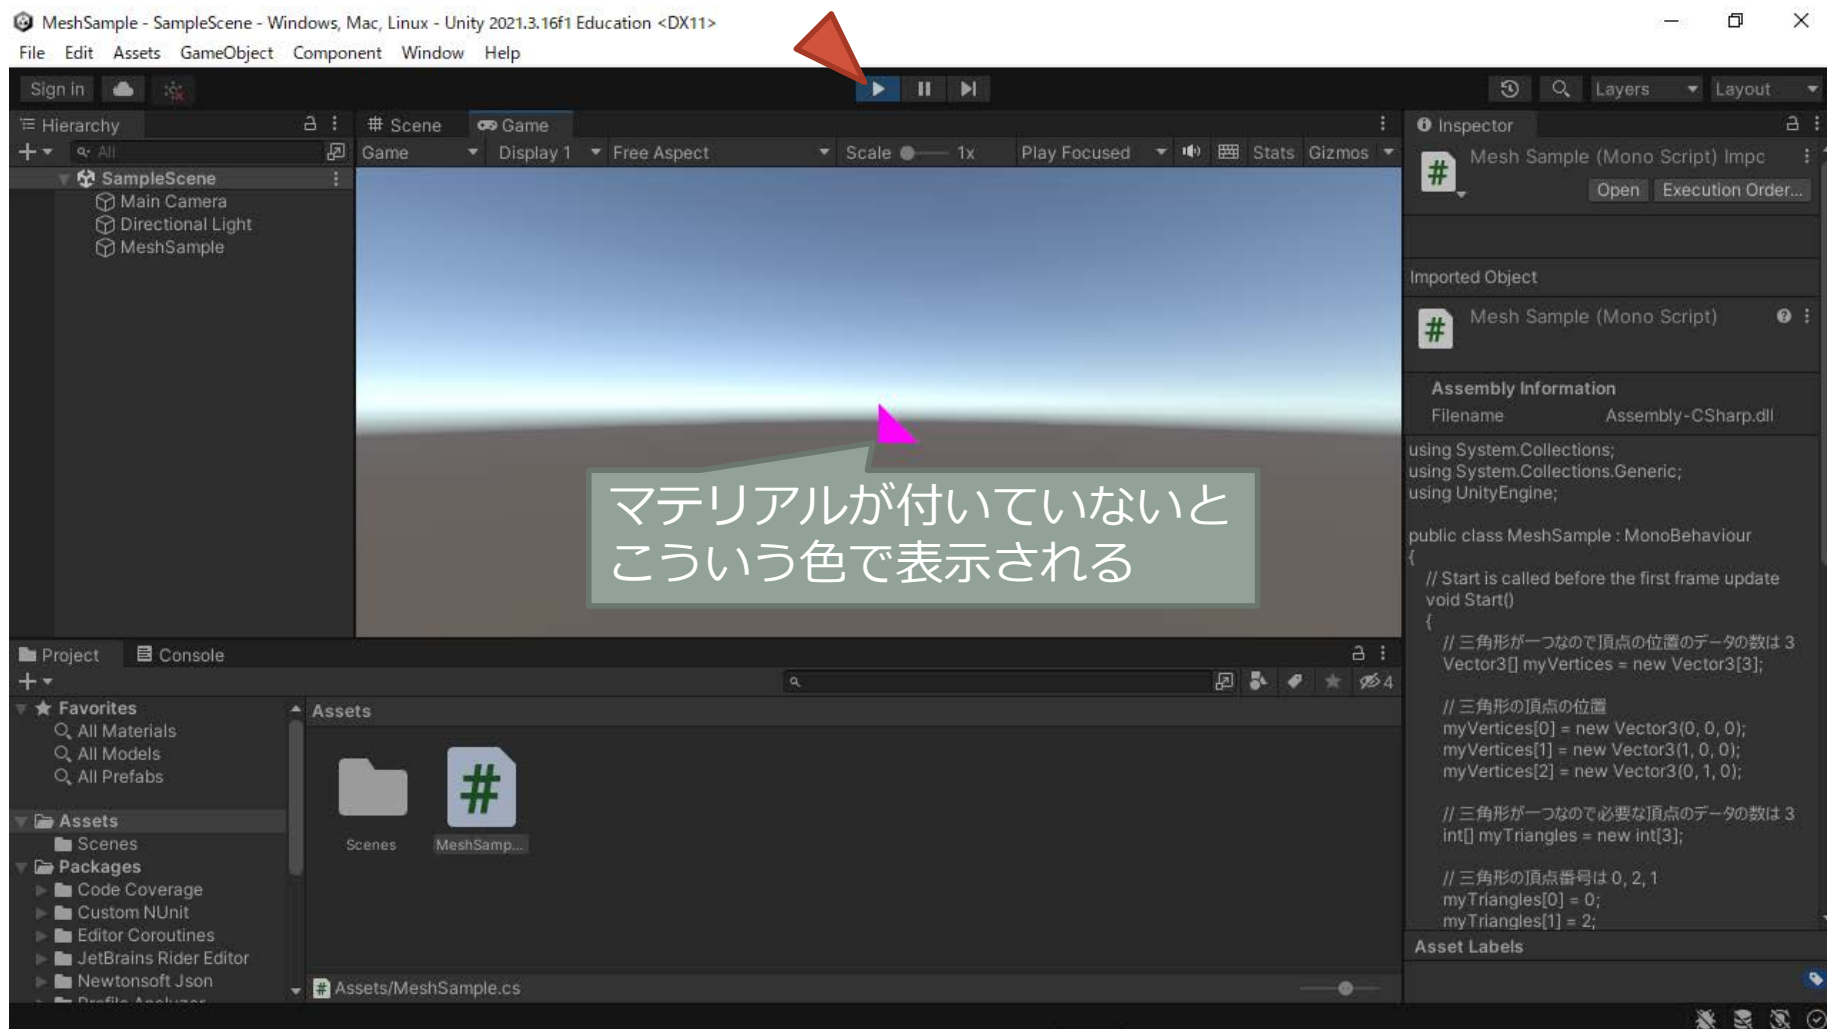 MeshSample - SampleScene - Windows, Mac, Linux - Unity 2021.3.16f1 Education <DX11>
File Edit Assets GameObject Component Window Help
Sign in
Layers
Layout
Hierarchy
All
SampleScene
Main Camera
Directional Light
MeshSample
Scene
Game
Game
Display 1
Free Aspect
Scale
1x
Play Focused
Stats
Gizmos
マテリアルが付いていないと
こういう色で表示される
Inspector
Mesh Sample (Mono Script) Impc
Open
Execution Order...
Imported Object
Mesh Sample (Mono Script)
Assembly Information
Filename
Assembly-CSharp.dll
using System.Collections;
using System.Collections.Generic;
using UnityEngine;
public class MeshSample : MonoBehaviour
{
// Start is called before the first frame update
void Start()
{
// 三角形が一つなので頂点の位置のデータの数は 3
Vector3[] myVertices = new Vector3[3];
// 三角形の頂点の位置
myVertices[0] = new Vector3(0, 0, 0);
myVertices[1] = new Vector3(1, 0, 0);
myVertices[2] = new Vector3(0, 1, 0);
// 三角形が一つなので必要な頂点のデータの数は 3
int[] myTriangles = new int[3];
// 三角形の頂点番号は 0, 2, 1
myTriangles[0] = 0;
myTriangles[1] = 2;
Asset Labels
Project
Console
4
Favorites
All Materials
All Models
All Prefabs
Assets
Scenes
Packages
Code Coverage
Custom NUnit
Editor Coroutines
JetBrains Rider Editor
Newtonsoft Json
Assets
Scenes
MeshSamp...
Assets/MeshSample.cs